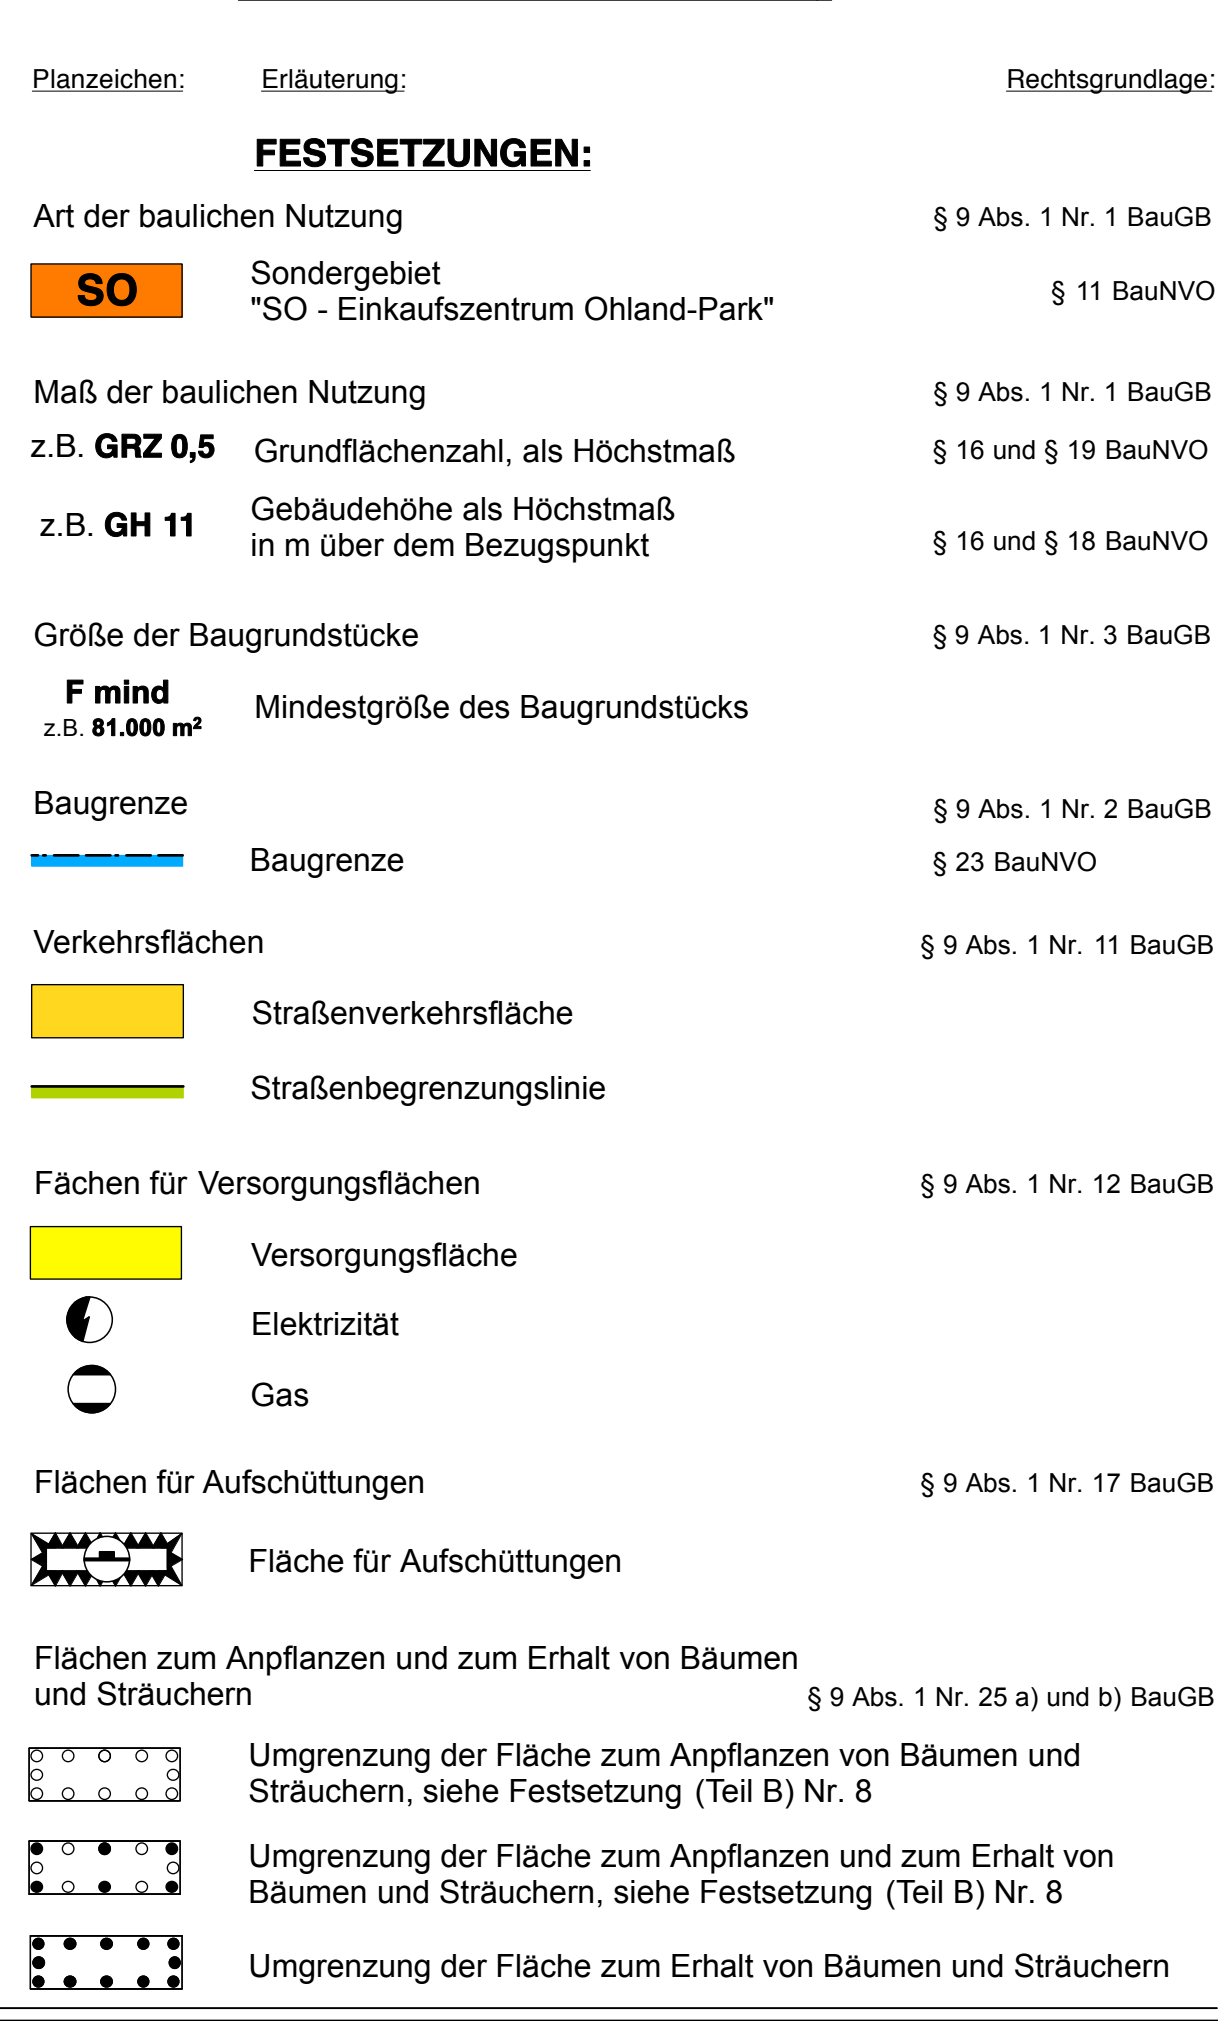 Planzeichen: Erläuterung: Rechtsgrundlage:
FESTSETZUNGEN:
Art der baulichen Nutzung § 9 Abs. 1 Nr. 1 BauGB
SO Sondergebiet
"SO - Einkaufszentrum Ohland-Park" § 11 BauNVO
Maß der baulichen Nutzung § 9 Abs. 1 Nr. 1 BauGB
z.B. GRZ 0,5 Grundflächenzahl, als Höchstmaß § 16 und § 19 BauNVO
z.B. GH 11 Gebäudehöhe als Höchstmaß
in m über dem Bezugspunkt § 16 und § 18 BauNVO
Größe der Baugrundstücke § 9 Abs. 1 Nr. 3 BauGB
F mind
z.B. 81.000 m² Mindestgröße des Baugrundstücks
Baugrenze § 9 Abs. 1 Nr. 2 BauGB
Baugrenze § 23 BauNVO
Verkehrsflächen § 9 Abs. 1 Nr. 11 BauGB
Straßenverkehrsfläche
Straßenbegrenzungslinie
Fächen für Versorgungsflächen § 9 Abs. 1 Nr. 12 BauGB
Versorgungsfläche
Elektrizität
Gas
Flächen für Aufschüttungen § 9 Abs. 1 Nr. 17 BauGB
Fläche für Aufschüttungen
Flächen zum Anpflanzen und zum Erhalt von Bäumen
und Sträuchern § 9 Abs. 1 Nr. 25 a) und b) BauGB
Umgrenzung der Fläche zum Anpflanzen von Bäumen und
Sträuchern, siehe Festsetzung (Teil B) Nr. 8
Umgrenzung der Fläche zum Anpflanzen und zum Erhalt von
Bäumen und Sträuchern, siehe Festsetzung (Teil B) Nr. 8
Umgrenzung der Fläche zum Erhalt von Bäumen und Sträuchern